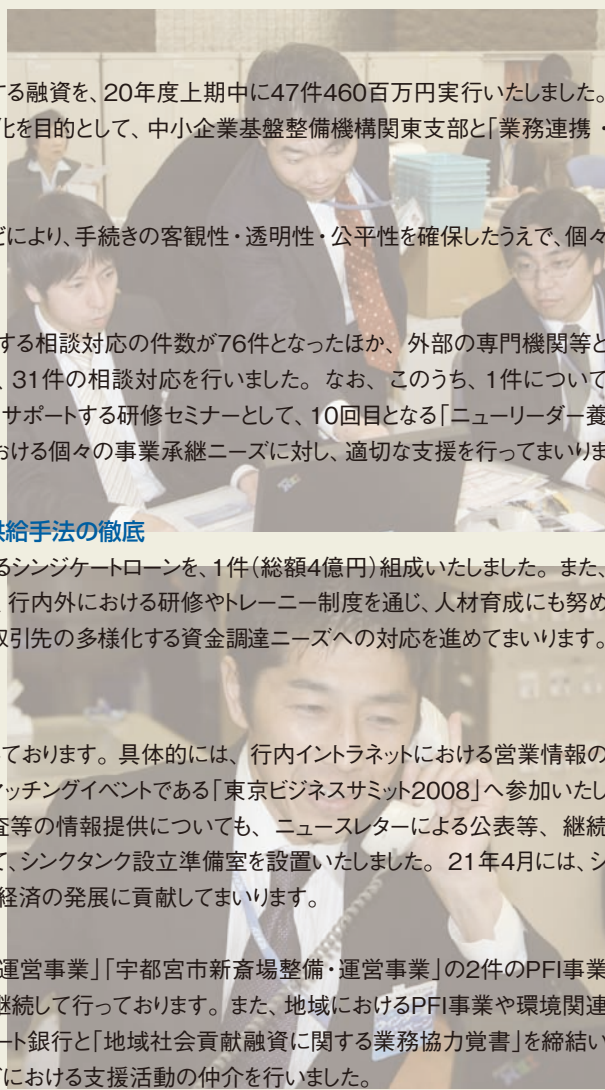 する融資を、20年度上期中に47件460百万円実行いたしました。
化を目的として、中小企業基盤整備機構関東支部と「業務連携・
どにより、手続きの客観性・透明性・公平性を確保したうえで、個々
する相談対応の件数が76件となったほか、外部の専門機関等と
、31件の相談対応を行いました。なお、このうち、1件について
サポートする研修セミナーとして、10回目となる「ニューリーダー養
おける個々の事業承継ニーズに対し、適切な支援を行ってまいりま
供給手法の徹底
るシンジケートローンを、1件（総額4億円）組成いたしました。また、
行内外における研修やトレーニー制度を通じ、人材育成にも努め
取引先の多様化する資金調達ニーズへの対応を進めてまいります。
っております。具体的には、行内イントラネットにおける営業情報の
マッチングイベントである「東京ビジネスサミット2008」へ参加いたし
査等の情報提供についても、ニュースレターによる公表等、継続
て、シンクタンク設立準備室を設置いたしました。21年4月には、シ
経済の発展に貢献してまいります。
運営事業」「宇都宮市新斎場整備・運営事業」の2件のPFI事業
継続して行っております。また、地域におけるPFI事業や環境関連
ート銀行と「地域社会貢献融資に関する業務協力覚書」を締結い
どにおける支援活動の仲介を行いました。